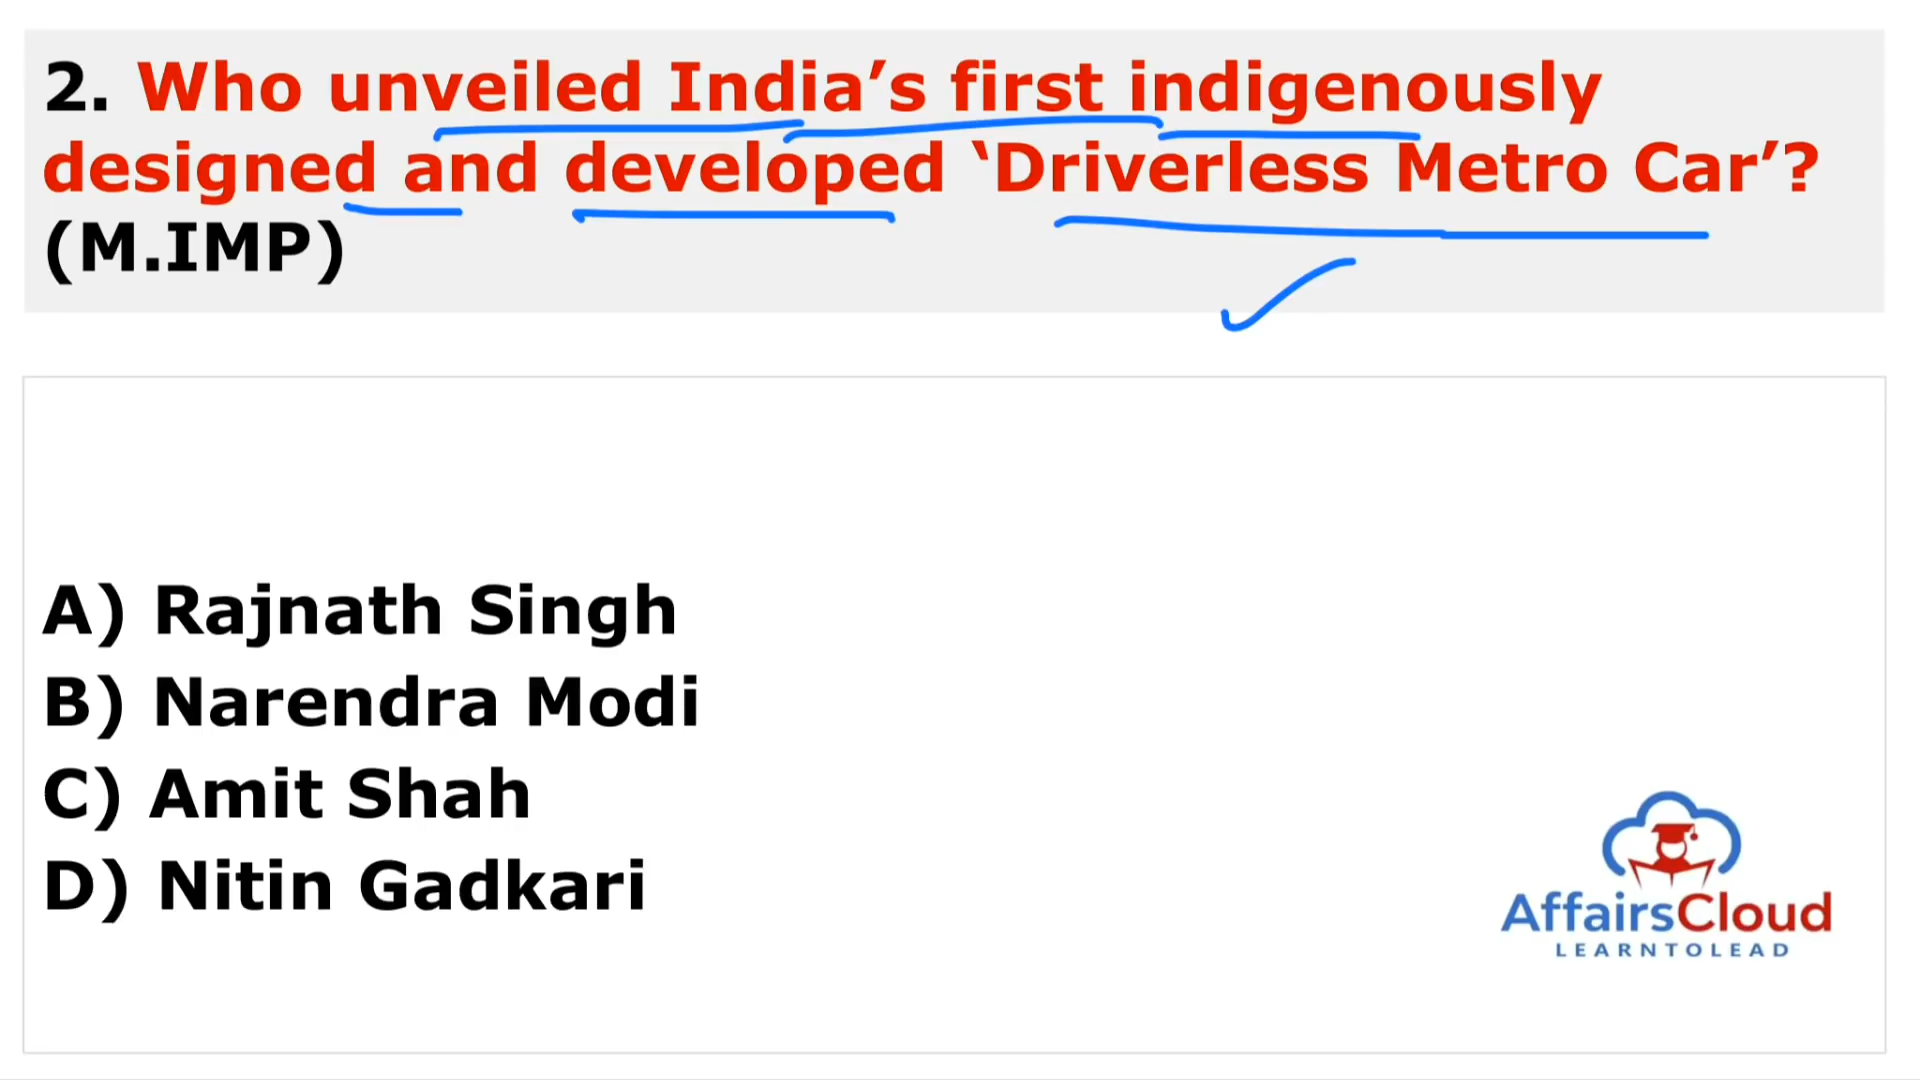 2. Who unveiled India’s first indigenously
designed and developed ‘Driverless Metro Car’?
(M.IMP)
A) Rajnath Singh
B) Narendra Modi
C) Amit Shah
D) Nitin Gadkari
AffairsCloud
LEARNTOLEAD